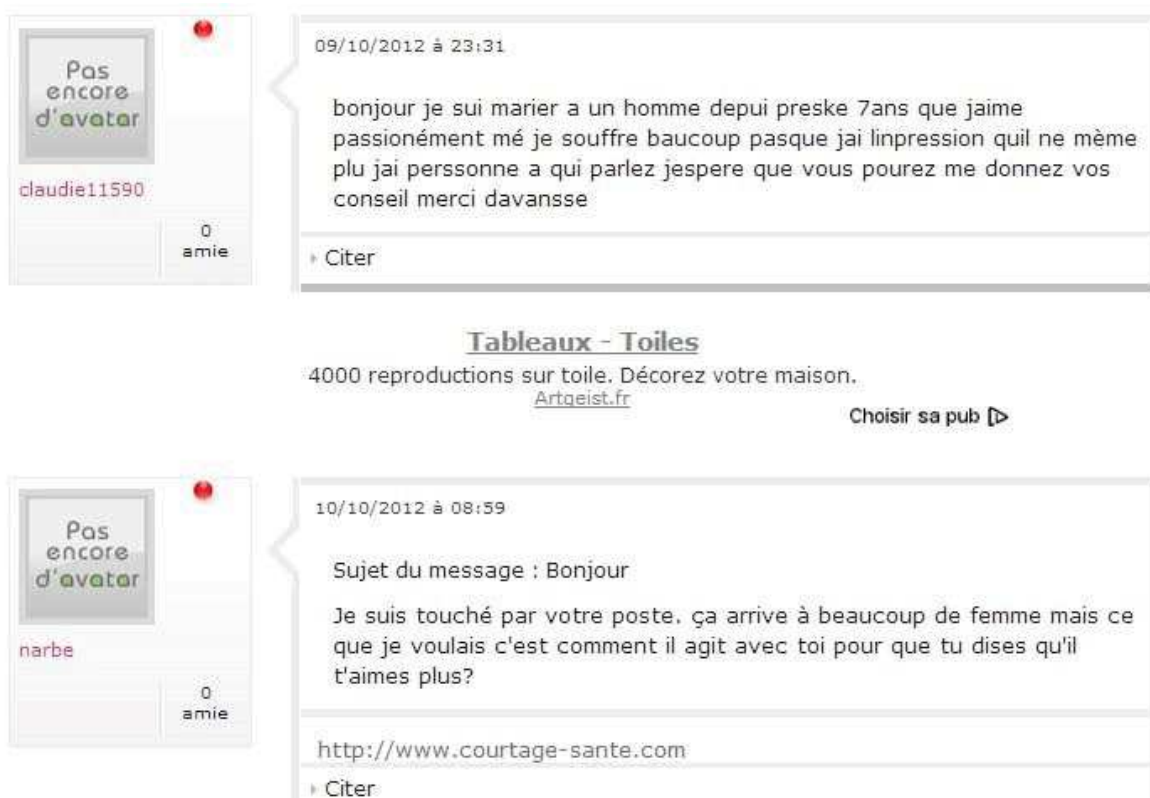 Pas
encore
d'avatar
claudie11590
0
amie
09/10/2012 à 23:31
bonjour je sui marier a un homme depui preske 7ans que jaime
passionément mé je souffre baucoup pasque jai linpression quil ne mème
plu jai perssonne a qui parlez jespere que vous pourez me donnez vos
conseil merci davansse
Citer
Tableaux - Toiles
4000 reproductions sur toile. Décorez votre maison.
Artgeist.fr
Choisir sa pub
Pas
encore
d'avatar
narbe
0
amie
10/10/2012 à 08:59
Sujet du message : Bonjour
Je suis touché par votre poste. ça arrive à beaucoup de femme mais ce
que je voulais c'est comment il agit avec toi pour que tu dises qu'il
t'aimes plus?
http://www.courtage-sante.com
Citer